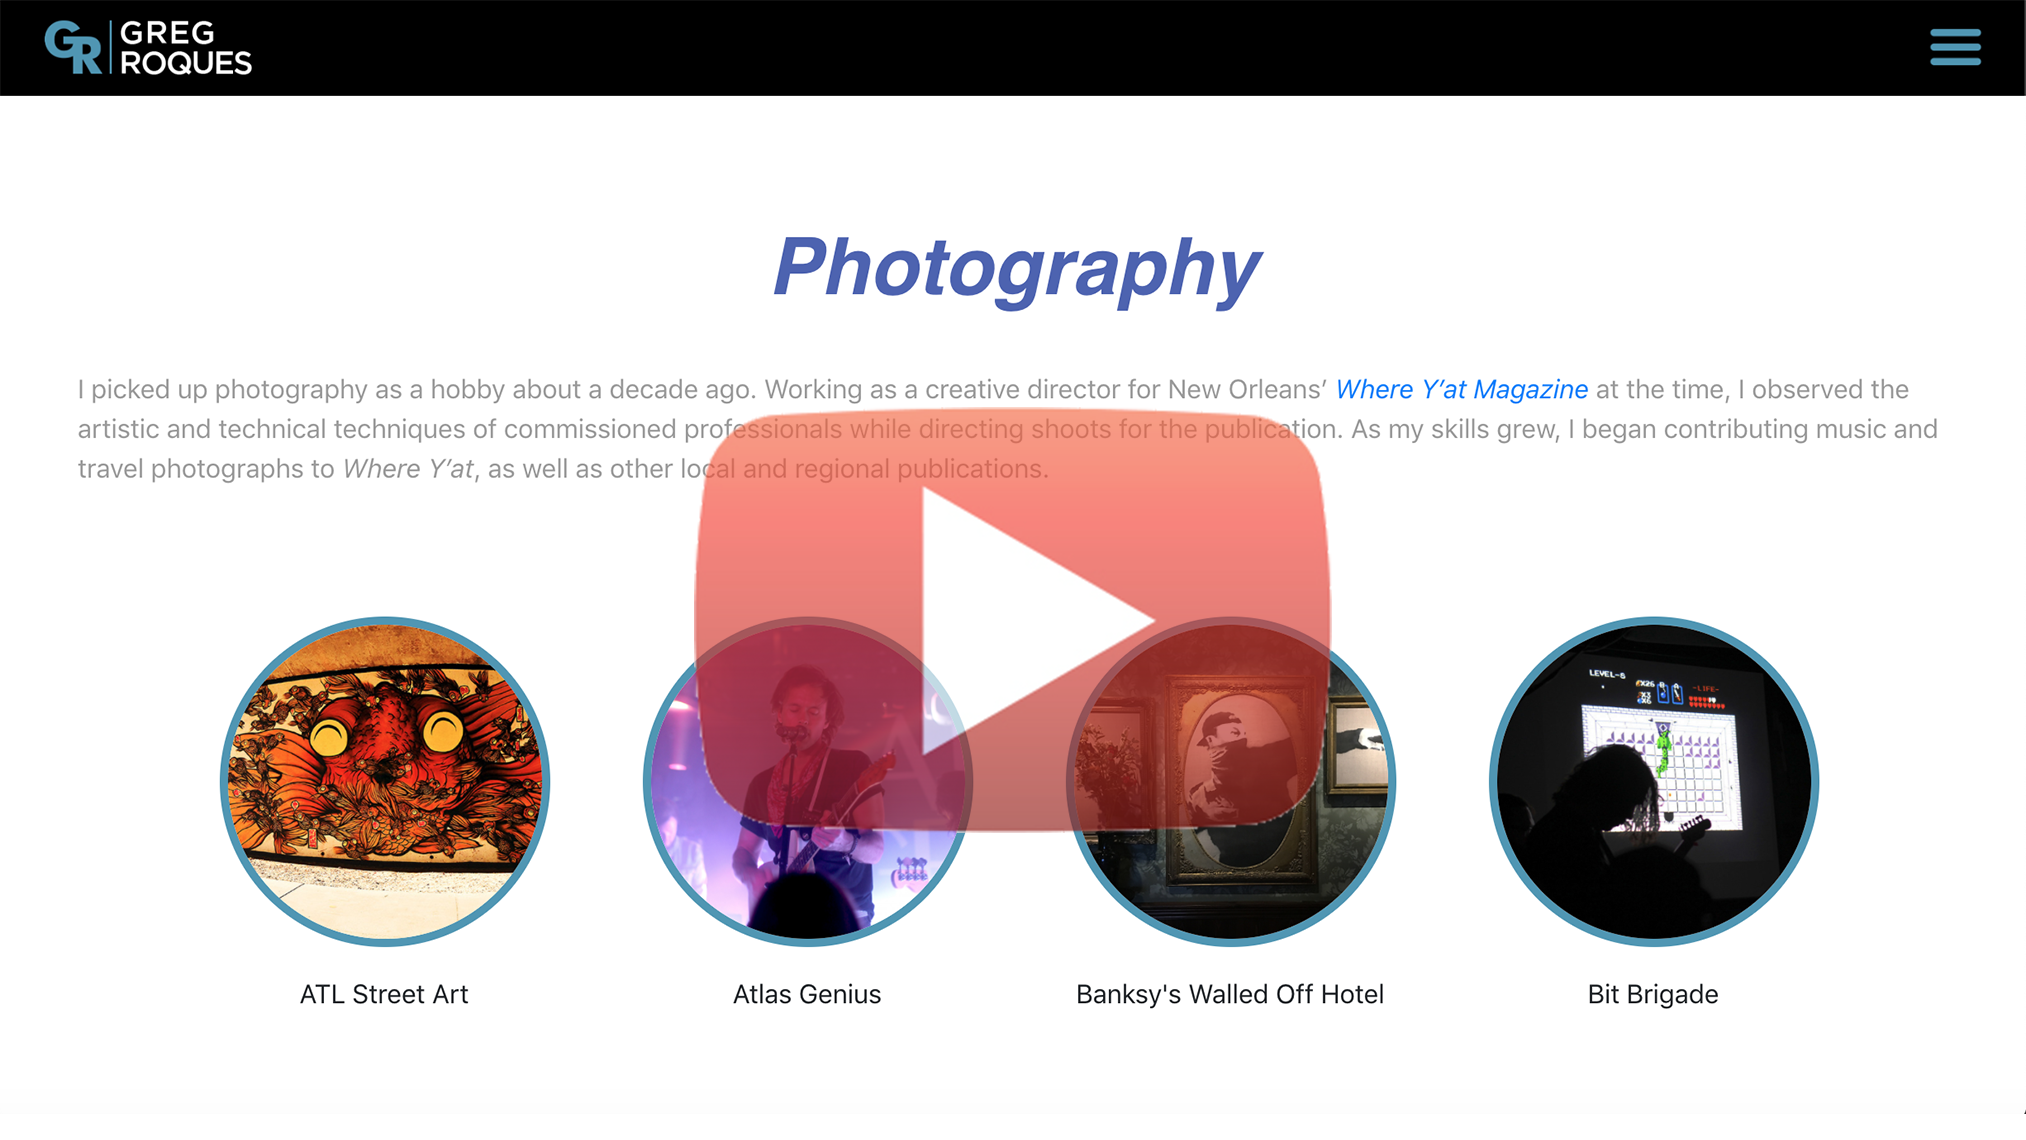 GREG
ROQUES
Photography
I picked up photography as a hobby about a decade ago. Working as a creative director for New Orleans’ Where Y’at Magazine at the time, I observed the
artistic and technical techniques of commissioned professionals while directing shoots for the publication. As my skills grew, I began contributing music and
travel photographs to Where Y’at, as well as other local and regional publications.
LEVEL-5
-LIFE-
ATL Street Art
Atlas Genius
Banksy's Walled Off Hotel
Bit Brigade